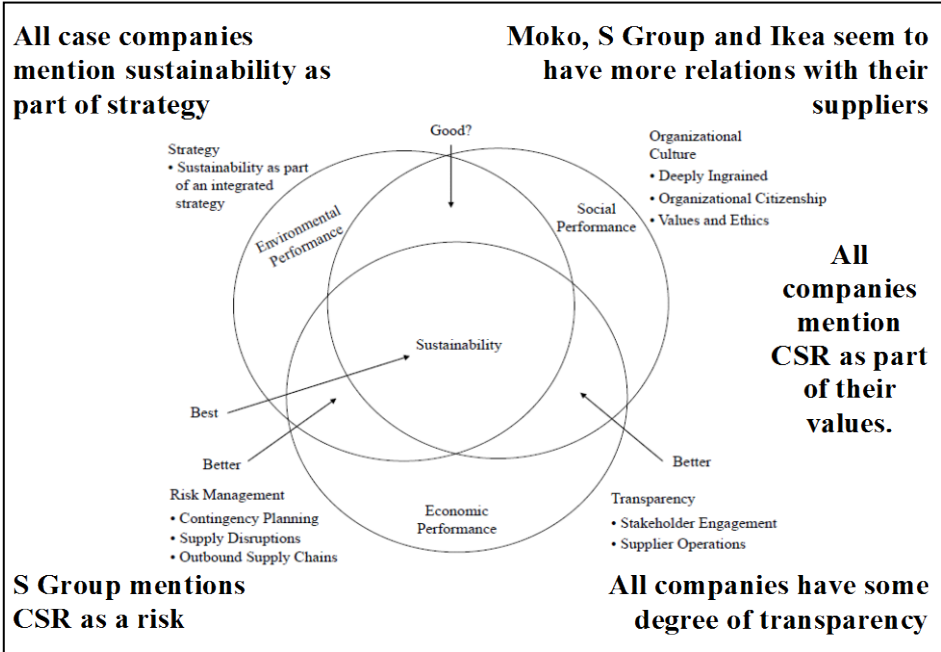 All case companies
mention sustainability as
part of strategy
Moko, S Group and Ikea seem to
have more relations with their
suppliers
Good?
Strategy
• Sustainability as part
of an integrated
strategy
Organizational
Culture
• Deeply Ingrained
• Organizational Citizenship
• Values and Ethics
Environmental
Performance
Social
Performance
All
companies
mention
CSR as part
of their
values.
Sustainability
Best
Better
Better
Risk Management
• Contingency Planning
• Supply Disruptions
• Outbound Supply Chains
Economic
Performance
Transparency
• Stakeholder Engagement
• Supplier Operations
S Group mentions
CSR as a risk
All companies have some
degree of transparency